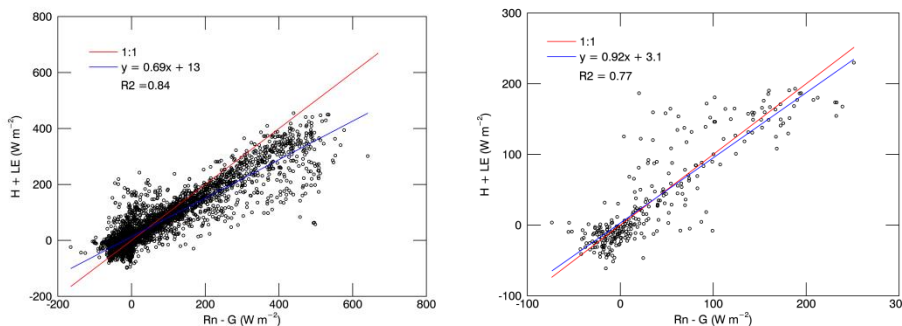 800
600
400
200
0
-200
-200 0 200 400 600 800
H + LE (W m⁻²)
Rn - G (W m⁻²)
1:1
y = 0.69x + 13
R2 =0.84
300
200
100
0
-100
-100 0 100 200 30
H + LE (W m⁻²)
Rn - G (W m⁻²)
1:1
y = 0.92x + 3.1
R2 = 0.77